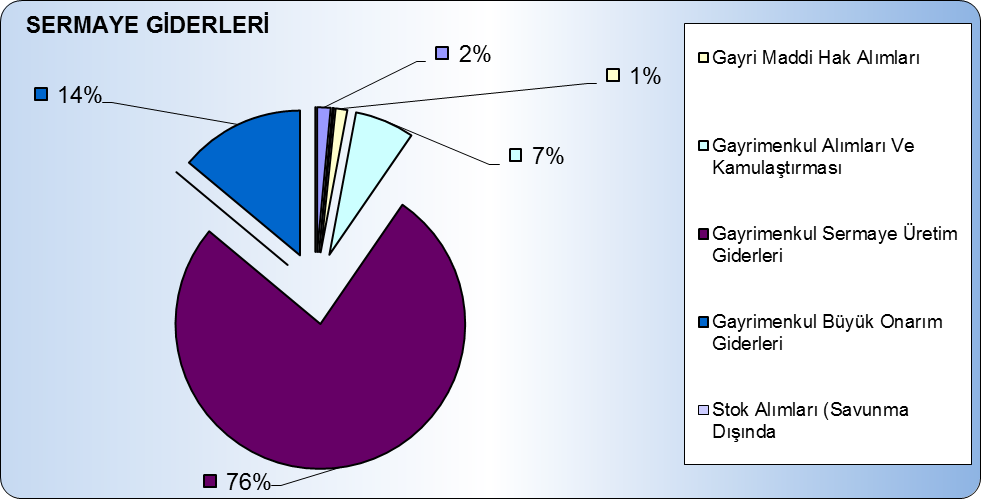 SERMAYE GİDERLERİ
2%
1%
14%
7%
76%
Gayri Maddi Hak Alımları
Gayrimenkul Alımları Ve
Kamulaştırması
Gayrimenkul Sermaye Üretim
Giderleri
Gayrimenkul Büyük Onarım
Giderleri
Stok Alımları (Savunma
Dışında